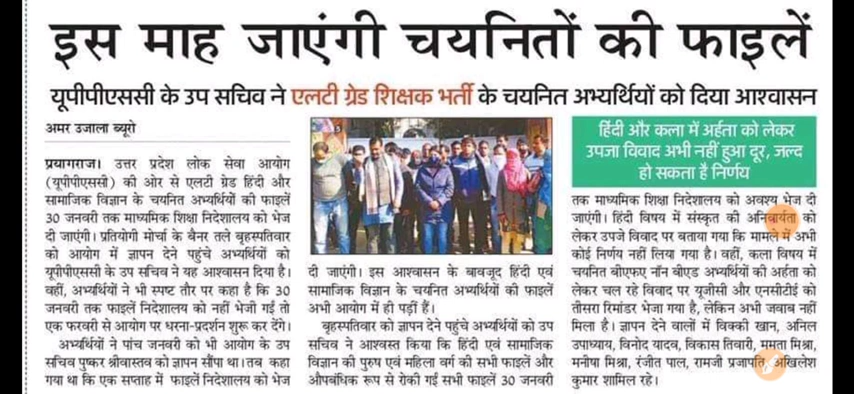 इस माह जाएंगी चयनितों की फाइलें
यूपीपीएससी के उप सचिव ने एलटी ग्रेड शिक्षक भर्ती के चयनित अभ्यर्थियों को दिया आश्वासन
अमर उजाला ब्यूरो
प्रयागराज। उत्तर प्रदेश लोक सेवा आयोग
(यूपीपीएससी) की ओर से एलटी ग्रेड हिंदी और
सामाजिक विज्ञान के चयनित अभ्यर्थियों की फाइलें
30 जनवरी तक माध्यमिक शिक्षा निदेशालय को भेज
दी जाएंगी। प्रतियोगी मोर्चा के बैनर तले बृहस्पतिवार
को आयोग में ज्ञापन देने पहुंचे अभ्यर्थियों को
यूपीपीएससी के उप सचिव ने यह आश्वासन दिया है।
वहीं, अभ्यर्थियों ने भी स्पष्ट तौर पर कहा है कि 30
जनवरी तक फाइलें निदेशालय को नहीं भेजी गईं तो
एक फरवरी से आयोग पर धरना-प्रदर्शन शुरू कर देंगे।
अभ्यर्थियों ने पांच जनवरी को भी आयोग के उप
सचिव पुष्कर श्रीवास्तव को ज्ञापन सौंपा था। तब कहा
गया था कि एक सप्ताह में फाइलें निदेशालय को भेज
दी जाएंगी। इस आश्वासन के बावजूद हिंदी एवं
सामाजिक विज्ञान के चयनित अभ्यर्थियों की फाइलें
अभी आयोग में ही पड़ीं हैं।
बृहस्पतिवार को ज्ञापन देने पहुंचे अभ्यर्थियों को उप
सचिव ने आश्वस्त किया कि हिंदी एवं सामाजिक
विज्ञान की पुरुष एवं महिला वर्ग की सभी फाइलें और
औपबंधिक रूप से रोकी गईं सभी फाइलें 30 जनवरी
हिंदी और कला में अर्हता को लेकर
उपजा विवाद अभी नहीं हुआ दूर, जल्द
हो सकता है निर्णय
तक माध्यमिक शिक्षा निदेशालय को अवश्य भेज दी
जाएंगी। हिंदी विषय में संस्कृत की अनिवार्यता को
लेकर उपजे विवाद पर बताया गया कि मामले में अभी
कोई निर्णय नहीं लिया गया है। वहीं, कला विषय में
चयनित बीएफए नॉन बीएड अभ्यर्थियों की अर्हता को
लेकर चल रहे विवाद पर यूजीसी और एनसीटीई को
तीसरा रिमांडर भेजा गया है, लेकिन अभी जवाब नहीं
मिला है। ज्ञापन देने वालों में विक्की खान, अनिल
उपाध्याय, विनोद यादव, विकास तिवारी, ममता मिश्रा,
मनीषा मिश्रा, रंजीत पाल, रामजी प्रजापति, अखिलेश
कुमार शामिल रहे।